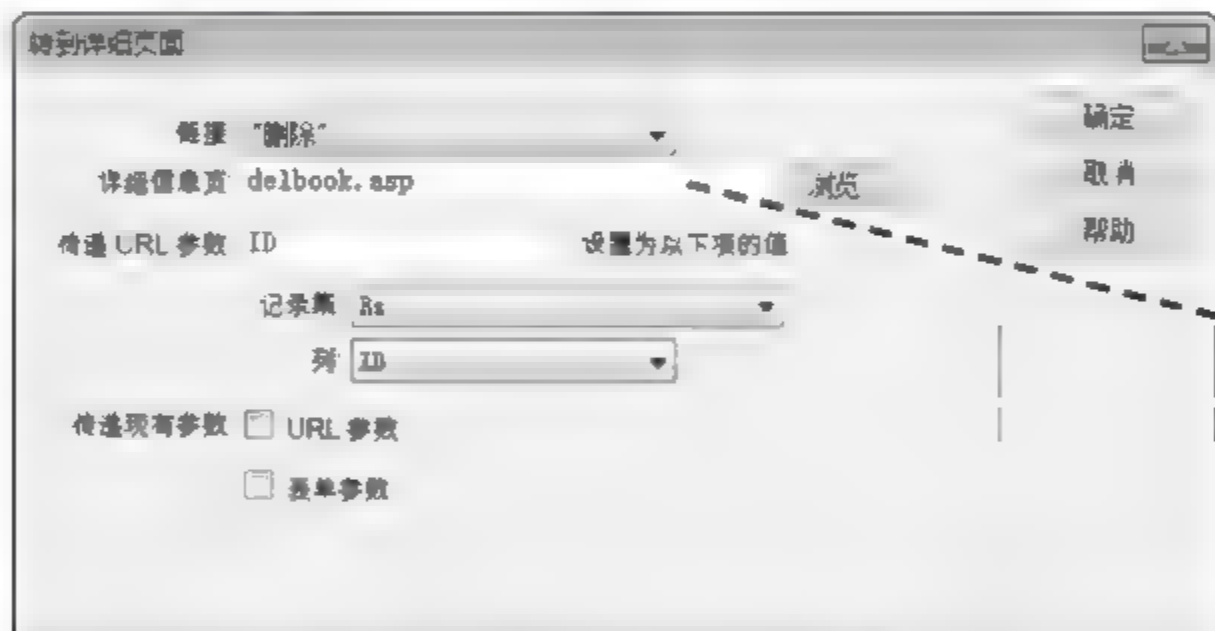 转到详细页面
链接 "删除"
详细信息页 delbook.asp 浏览
传递 URL 参数 ID 设置为以下项的值
记录集 Rs
列 ID
传递现有参数 URL 参数
表单参数
确定
取消
帮助